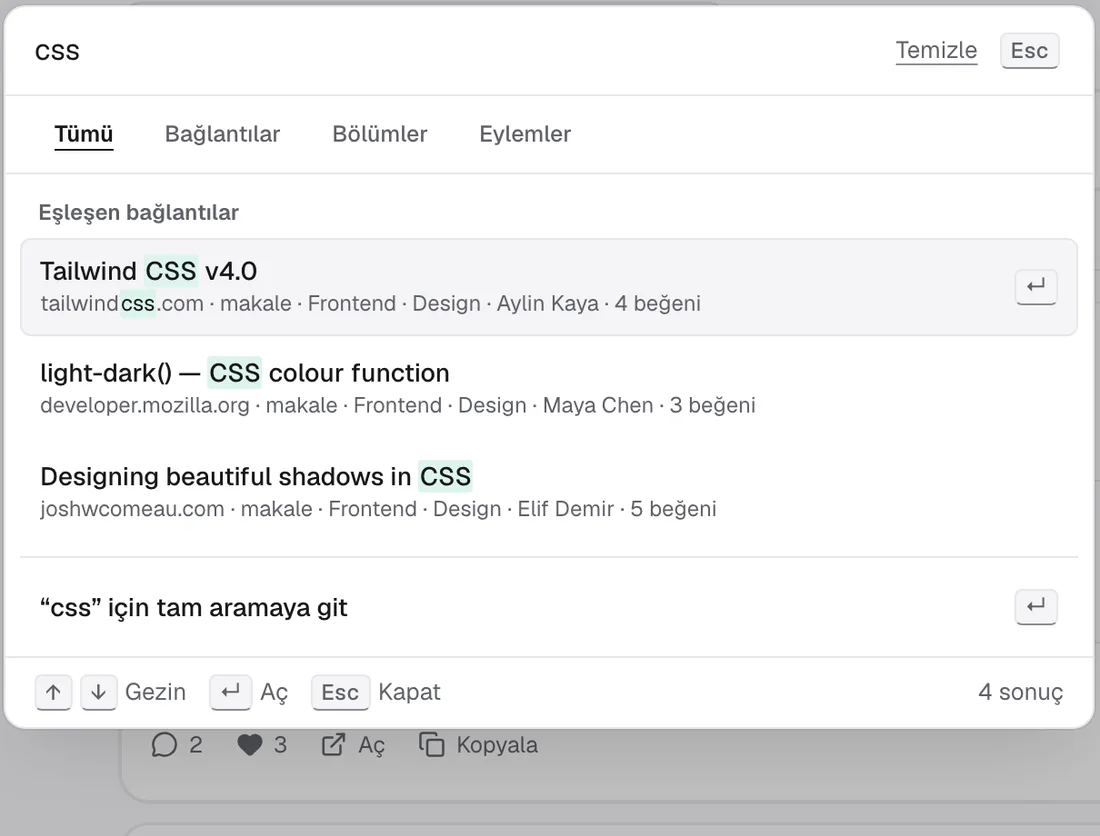 css
Temizle Esc
Tümü Bağlantılar Bölümler Eylemler
Eşleşen bağlantılar
Tailwind CSS v4.0
tailwindcss.com · makale · Frontend · Design · Aylin Kaya · 4 beğeni
light-dark() — CSS colour function
developer.mozilla.org · makale · Frontend · Design · Maya Chen · 3 beğeni
Designing beautiful shadows in CSS
joshwcomeau.com · makale · Frontend · Design · Elif Demir · 5 beğeni
“css” için tam aramaya git
Gezin Aç Esc Kapat 4 sonuç
2 3 Aç Kopyala